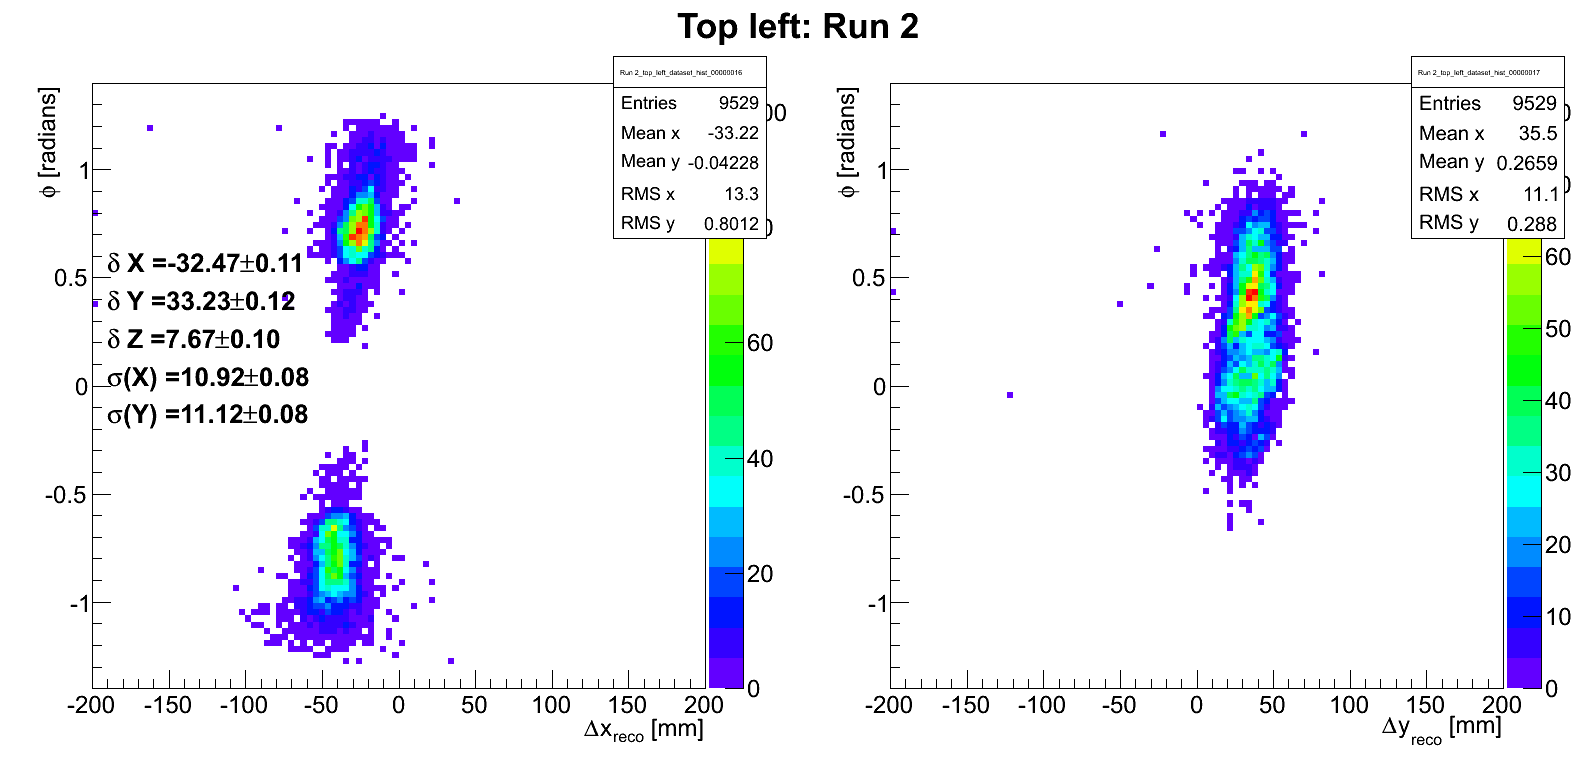 Top left: Run 2
Run 2_top_left_dataset_hist_00000016
Entries 9529
Mean x -33.22
Mean y -0.04228
RMS x 13.3
RMS y 0.8012
ϕ [radians]
1
0.5
0
-0.5
-1
δ X =-32.47±0.11
δ Y =33.23±0.12
δ Z =7.67±0.10
σ(X) =10.92±0.08
σ(Y) =11.12±0.08
60
40
20
0
-200 -150 -100 -50 0 50 100 150 200
Δx reco [mm]
Run 2_top_left_dataset_hist_00000017
Entries 9529
Mean x 35.5
Mean y 0.2659
RMS x 11.1
RMS y 0.288
ϕ [radians]
1
0.5
0
-0.5
-1
60
50
40
30
20
10
0
-200 -150 -100 -50 0 50 100 150 200
Δy reco [mm]